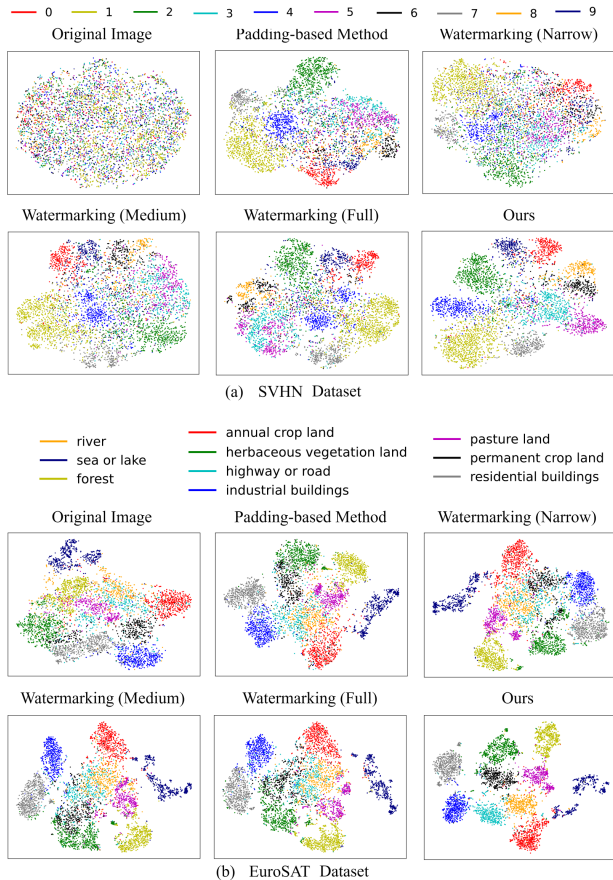 0 1 2 3 4 5 6 7 8 9
Original Image Padding-based Method Watermarking (Narrow)
Watermarking (Medium) Watermarking (Full) Ours
(a) SVHN Dataset
river
sea or lake
forest
annual crop land
herbaceous vegetation land
highway or road
industrial buildings
pasture land
permanent crop land
residential buildings
Original Image Padding-based Method Watermarking (Narrow)
Watermarking (Medium) Watermarking (Full) Ours
(b) EuroSAT Dataset